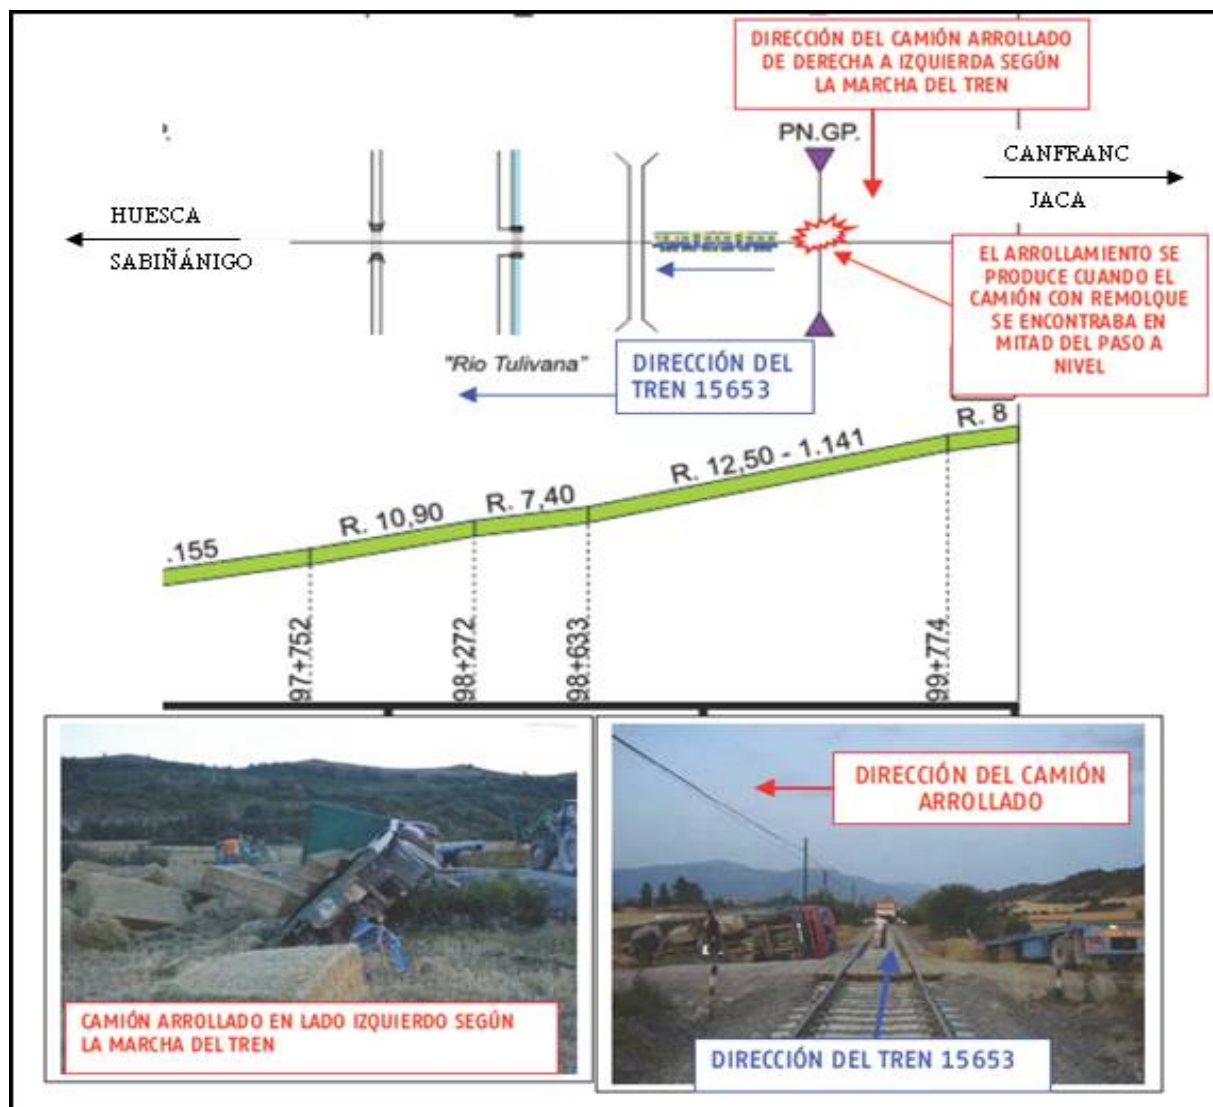 DIRECCIÓN DEL CAMIÓN ARROLLADO
DE DERECHA A IZQUIERDA SEGÚN
LA MARCHA DEL TREN
P.
PN.GP.
CANFRANC
JACA
HUESCA
SABIÑÁNIGO
EL ARROLLAMIENTO SE
PRODUCE CUANDO EL
CAMIÓN CON REMOLQUE
SE ENCONTRABA EN
MITAD DEL PASO A
NIVEL
"Rio Tulivana"
DIRECCIÓN DEL
TREN 15653
.155
R. 10,90
R. 7,40
R. 12,50 - 1.141
R. 8
97+752
98+272
98+633
99+774
CAMIÓN ARROLLADO EN LADO IZQUIERDO SEGÚN
LA MARCHA DEL TREN
DIRECCIÓN DEL CAMIÓN
ARROLLADO
DIRECCIÓN DEL TREN 15653